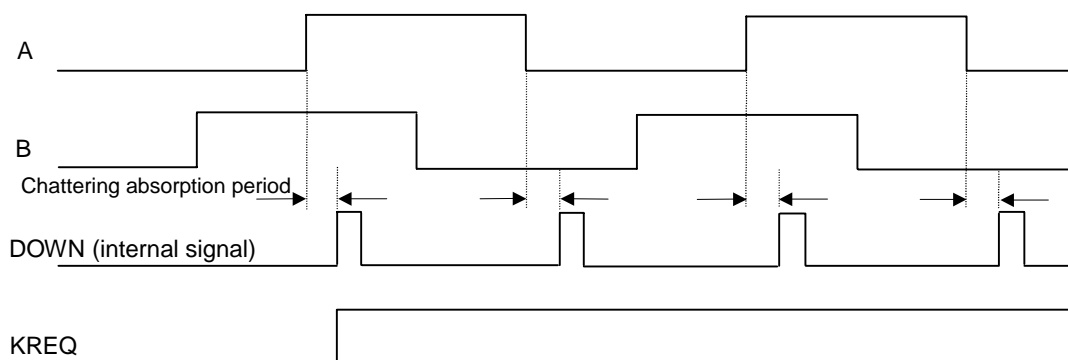 A
B
Chattering absorption period
DOWN (internal signal)
KREQ